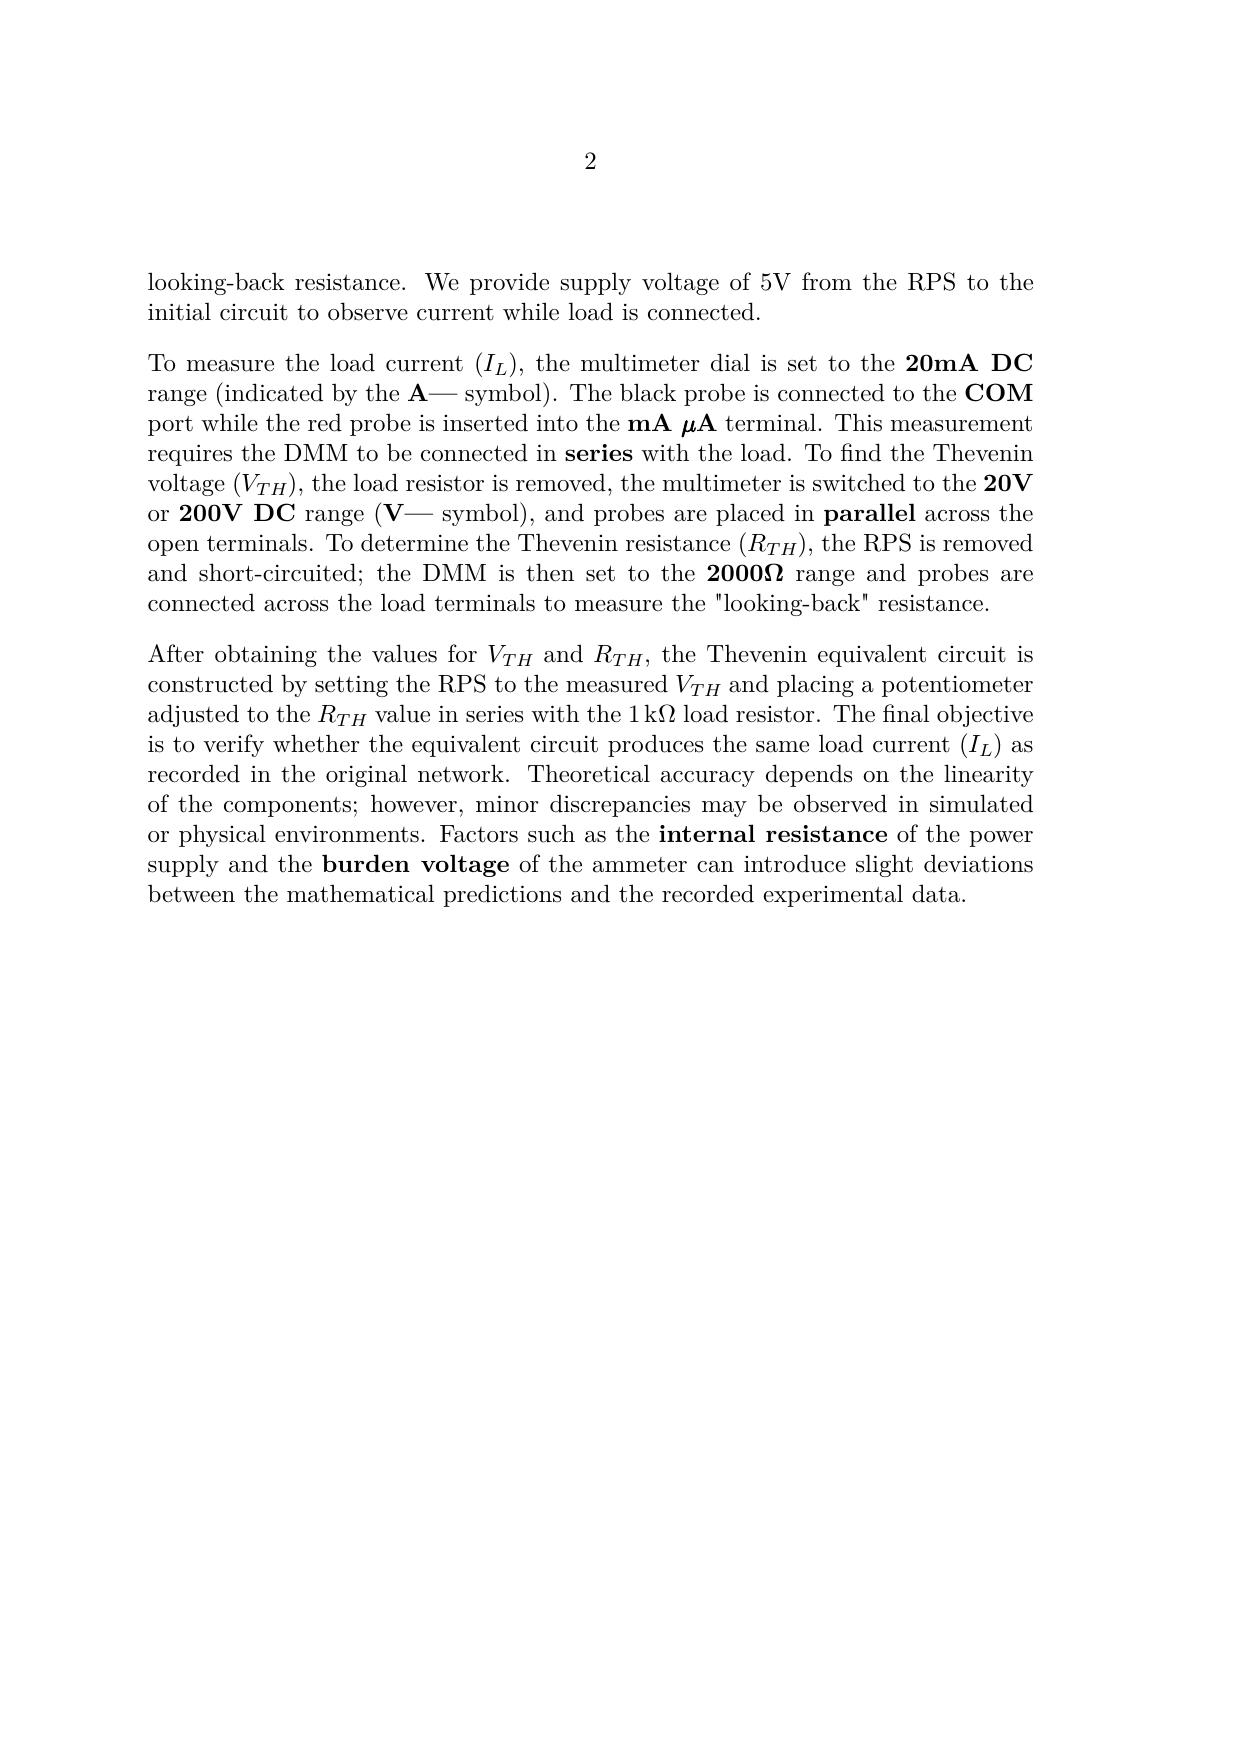 2
looking-back resistance. We provide supply voltage of 5V from the RPS to the
initial circuit to observe current while load is connected.
To measure the load current (I_L), the multimeter dial is set to the 20mA DC
range (indicated by the A— symbol). The black probe is connected to the COM
port while the red probe is inserted into the mA μA terminal. This measurement
requires the DMM to be connected in series with the load. To find the Thevenin
voltage (V_TH), the load resistor is removed, the multimeter is switched to the 20V
or 200V DC range (V— symbol), and probes are placed in parallel across the
open terminals. To determine the Thevenin resistance (R_TH), the RPS is removed
and short-circuited; the DMM is then set to the 2000Ω range and probes are
connected across the load terminals to measure the "looking-back" resistance.
After obtaining the values for V_TH and R_TH, the Thevenin equivalent circuit is
constructed by setting the RPS to the measured V_TH and placing a potentiometer
adjusted to the R_TH value in series with the 1 kΩ load resistor. The final objective
is to verify whether the equivalent circuit produces the same load current (I_L) as
recorded in the original network. Theoretical accuracy depends on the linearity
of the components; however, minor discrepancies may be observed in simulated
or physical environments. Factors such as the internal resistance of the power
supply and the burden voltage of the ammeter can introduce slight deviations
between the mathematical predictions and the recorded experimental data.